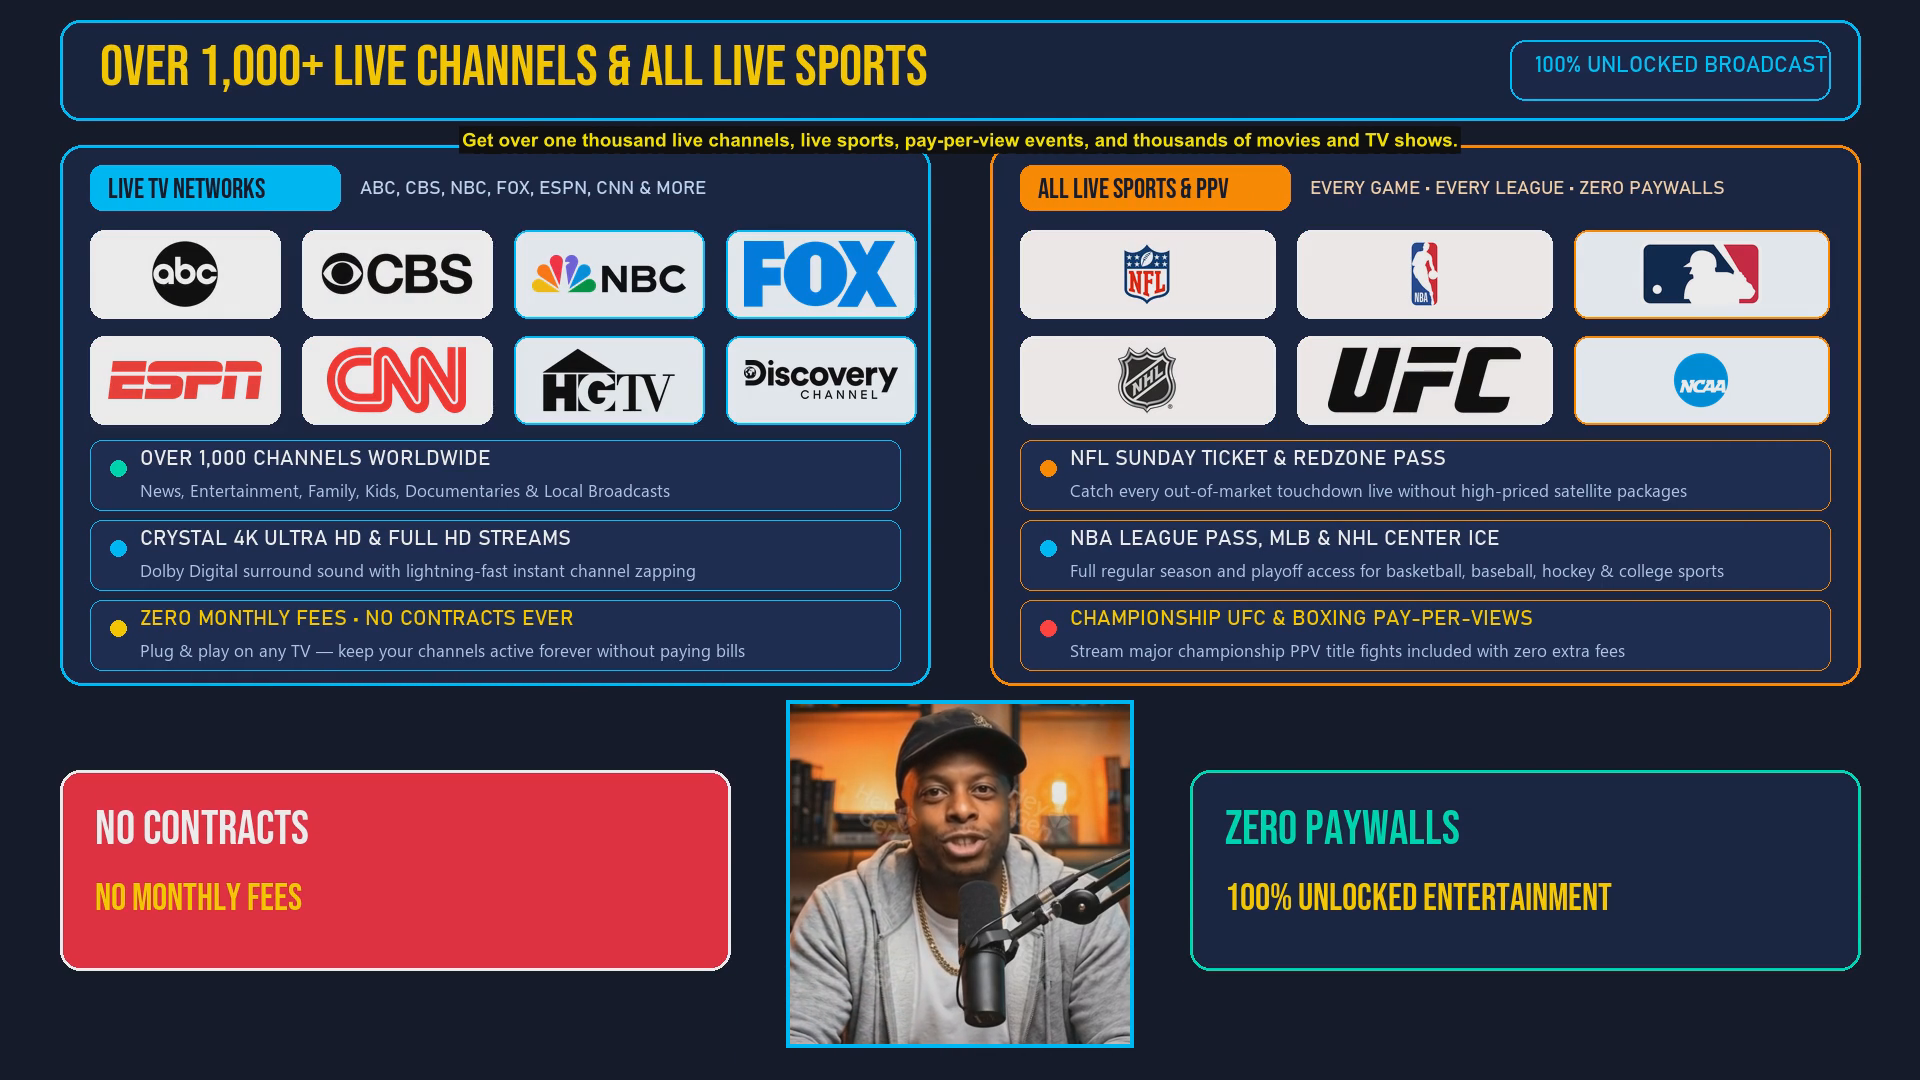 OVER 1,000+ LIVE CHANNELS & ALL LIVE SPORTS
100% UNLOCKED BROADCAST
Get over one thousand live channels, live sports, pay-per-view events, and thousands of movies and TV shows.
LIVE TV NETWORKS
ABC, CBS, NBC, FOX, ESPN, CNN & MORE
abc
CBS
NBC
FOX
ESPN
CNN
HGTV
Discovery
CHANNEL
OVER 1,000 CHANNELS WORLDWIDE
News, Entertainment, Family, Kids, Documentaries & Local Broadcasts
CRYSTAL 4K ULTRA HD & FULL HD STREAMS
Dolby Digital surround sound with lightning-fast instant channel zapping
ZERO MONTHLY FEES • NO CONTRACTS EVER
Plug & play on any TV — keep your channels active forever without paying bills
ALL LIVE SPORTS & PPV
EVERY GAME • EVERY LEAGUE • ZERO PAYWALLS
NFL
NBA
NHL
UFC
NCAA
NFL SUNDAY TICKET & REDZONE PASS
Catch every out-of-market touchdown live without high-priced satellite packages
NBA LEAGUE PASS, MLB & NHL CENTER ICE
Full regular season and playoff access for basketball, baseball, hockey & college sports
CHAMPIONSHIP UFC & BOXING PAY-PER-VIEWS
Stream major championship PPV title fights included with zero extra fees
NO CONTRACTS
NO MONTHLY FEES
HeyGen
HeyGen
ZERO PAYWALLS
100% UNLOCKED ENTERTAINMENT